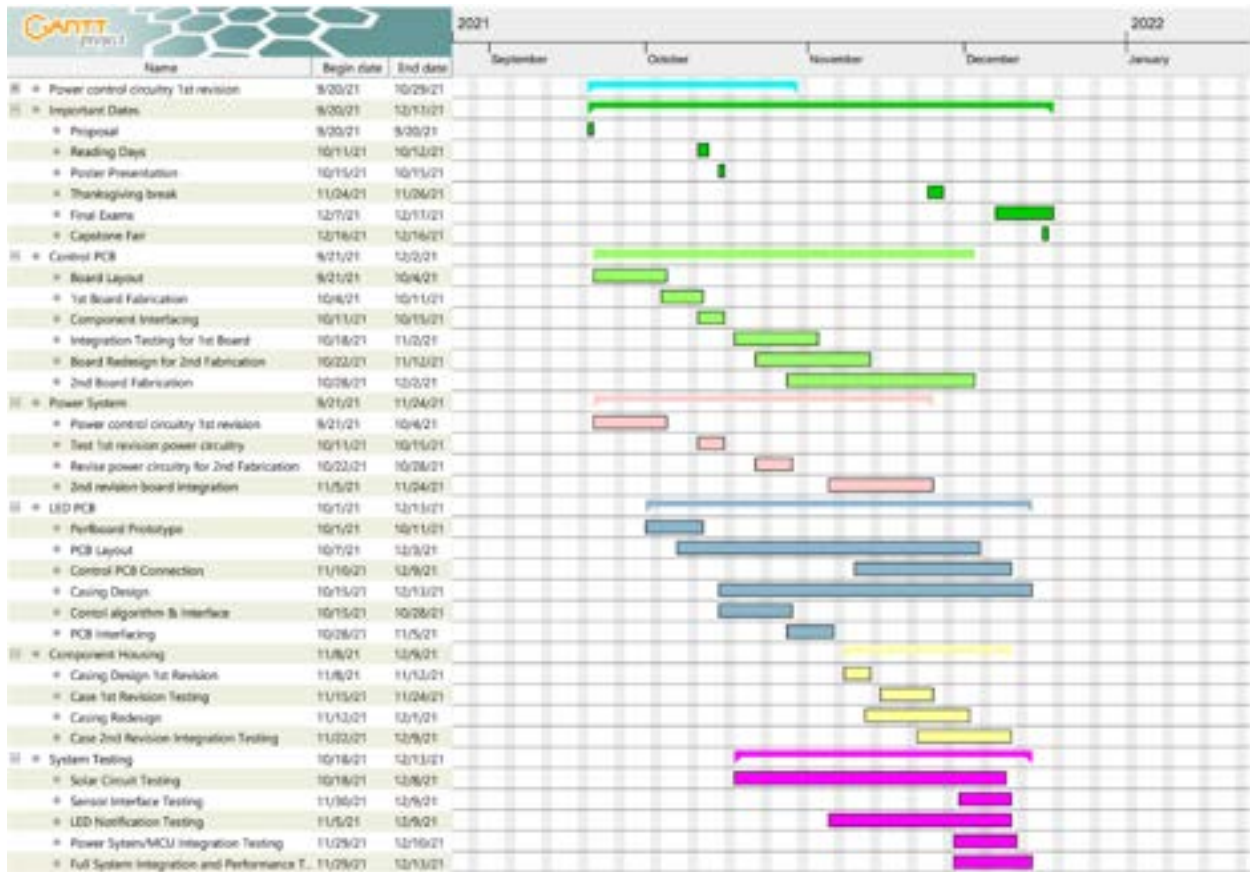 GANTT
project
2021 2022
September October November December January
Name Begin date End date
Power control circuitry 1st revision 9/20/21 10/29/21
Important Dates 9/20/21 12/17/21
Proposal 9/20/21 9/20/21
Reading Days 10/11/21 10/12/21
Poster Presentation 10/15/21 10/15/21
Thanksgiving break 11/24/21 11/26/21
Final Exams 12/7/21 12/17/21
Capstone Fair 12/16/21 12/16/21
Control PCB 9/21/21 12/2/21
Board Layout 9/21/21 10/4/21
1st Board Fabrication 10/4/21 10/11/21
Component Interfacing 10/11/21 10/15/21
Integration Testing for 1st Board 10/18/21 11/2/21
Board Redesign for 2nd Fabrication 10/22/21 11/12/21
2nd Board Fabrication 10/28/21 12/2/21
Power System 9/21/21 11/24/21
Power control circuitry 1st revision 9/21/21 10/4/21
Test 1st revision power circuitry 10/11/21 10/15/21
Revise power circuitry for 2nd Fabrication 10/22/21 10/28/21
2nd revision board integration 11/5/21 11/24/21
LED PCB 10/1/21 12/13/21
Perfboard Prototype 10/1/21 10/11/21
PCB Layout 10/7/21 12/3/21
Control PCB Connection 11/10/21 12/9/21
Casing Design 10/15/21 12/13/21
Contol algorithm & Interface 10/15/21 10/28/21
PCB Interfacing 10/28/21 11/5/21
Component Housing 11/8/21 12/9/21
Casing Design 1st Revision 11/8/21 11/12/21
Case 1st Revision Testing 11/15/21 11/24/21
Casing Redesign 11/12/21 12/1/21
Case 2nd Revision Integration Testing 11/22/21 12/9/21
System Testing 10/18/21 12/13/21
Solar Circuit Testing 10/18/21 12/8/21
Sensor Interface Testing 11/30/21 12/9/21
LED Notification Testing 11/5/21 12/9/21
Power Sytem/MCU Integration Testing 11/29/21 12/10/21
Full System Integration and Performance T... 11/29/21 12/13/21